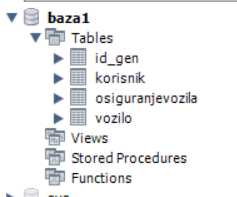 baza1
Tables
id_gen
korisnik
osiguranjevozila
vozilo
Views
Stored Procedures
Functions